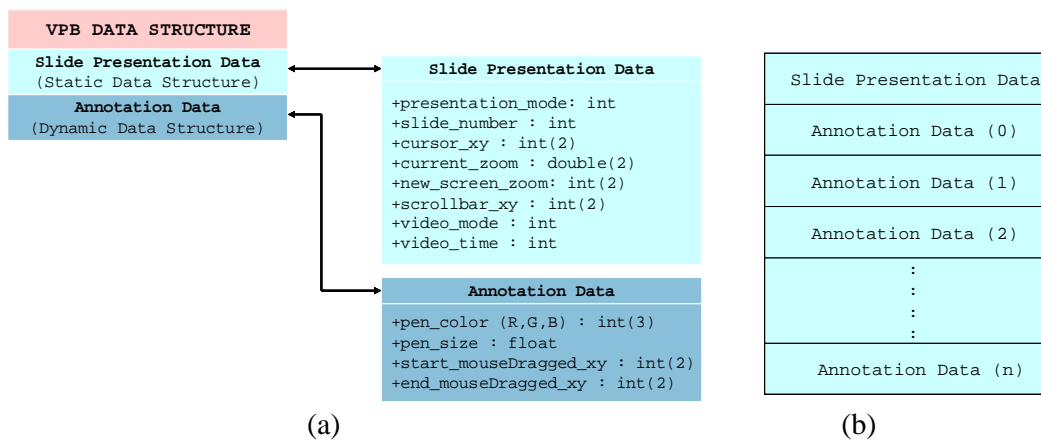 VPB DATA STRUCTURE
Slide Presentation Data
(Static Data Structure)
Annotation Data
(Dynamic Data Structure)
Slide Presentation Data
+presentation_mode: int
+slide_number : int
+cursor_xy : int(2)
+current_zoom : double(2)
+new_screen_zoom: int(2)
+scrollbar_xy : int(2)
+video_mode : int
+video_time : int
Annotation Data
+pen_color (R,G,B) : int(3)
+pen_size : float
+start_mouseDragged_xy : int(2)
+end_mouseDragged_xy : int(2)
(a)
Slide Presentation Data
Annotation Data (0)
Annotation Data (1)
Annotation Data (2)
:
:
:
:
Annotation Data (n)
(b)